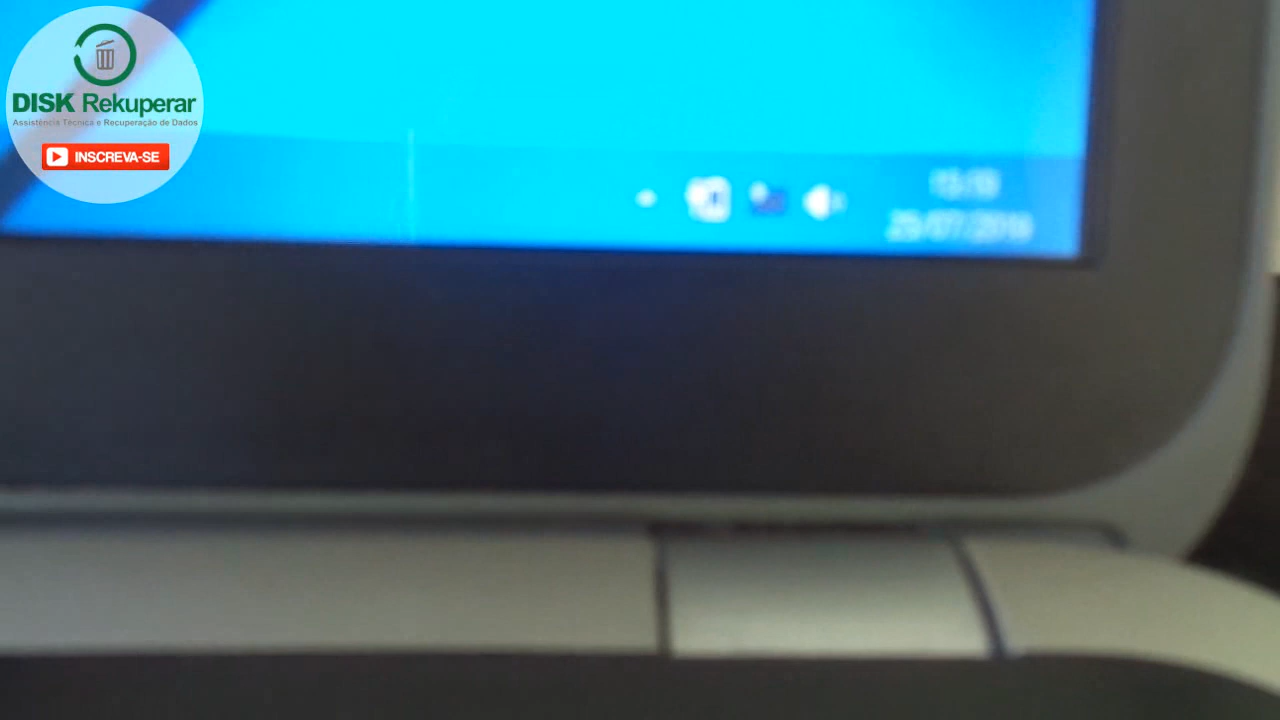 DISK Rekuperar
Assistência Técnica e Recuperação de Dados
INSCREVA-SE